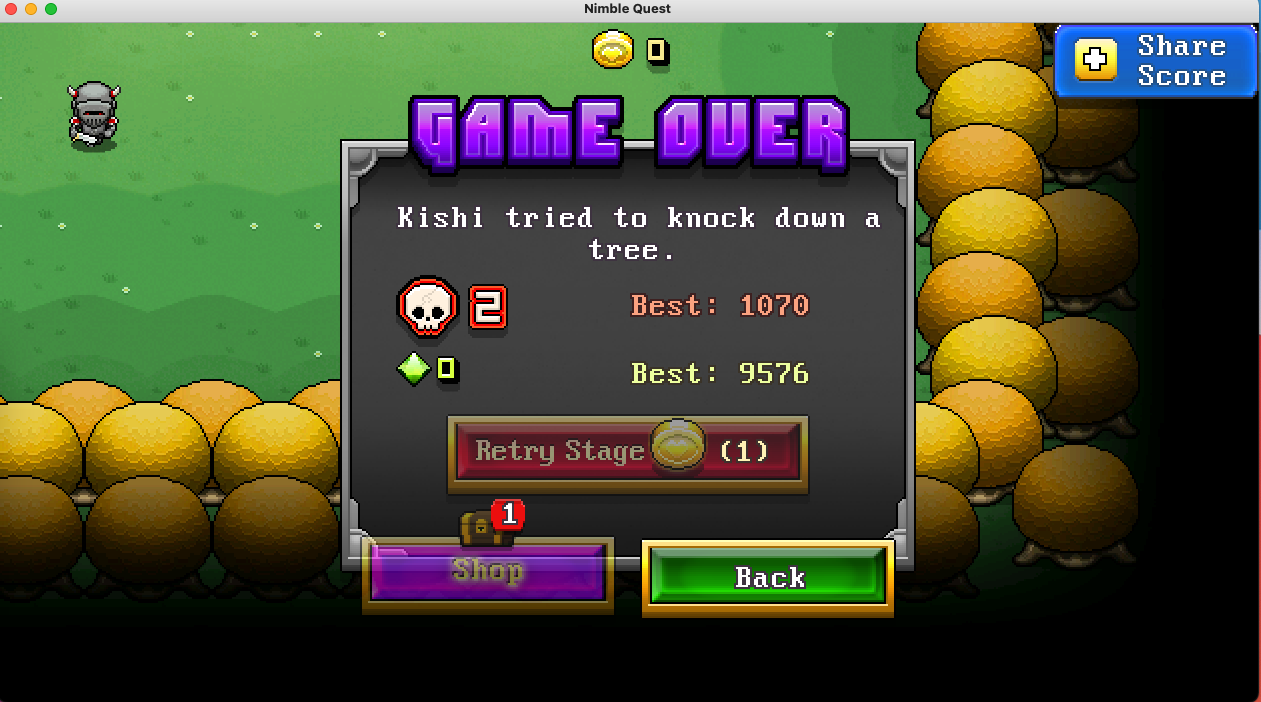 Nimble Quest
0
Share
Score
GAME OVER
Kishi tried to knock down a
tree.
2 Best: 1070
0 Best: 9576
Retry Stage (1)
1
Shop
Back